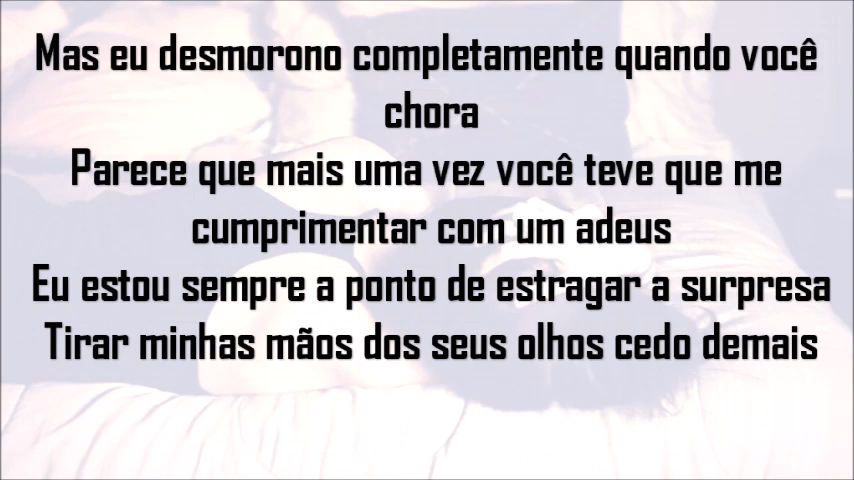 Mas eu desmorono completamente quando você
chora
Parece que mais uma vez você teve que me
cumprimentar com um adeus
Eu estou sempre a ponto de estragar a surpresa
Tirar minhas mãos dos seus olhos cedo demais